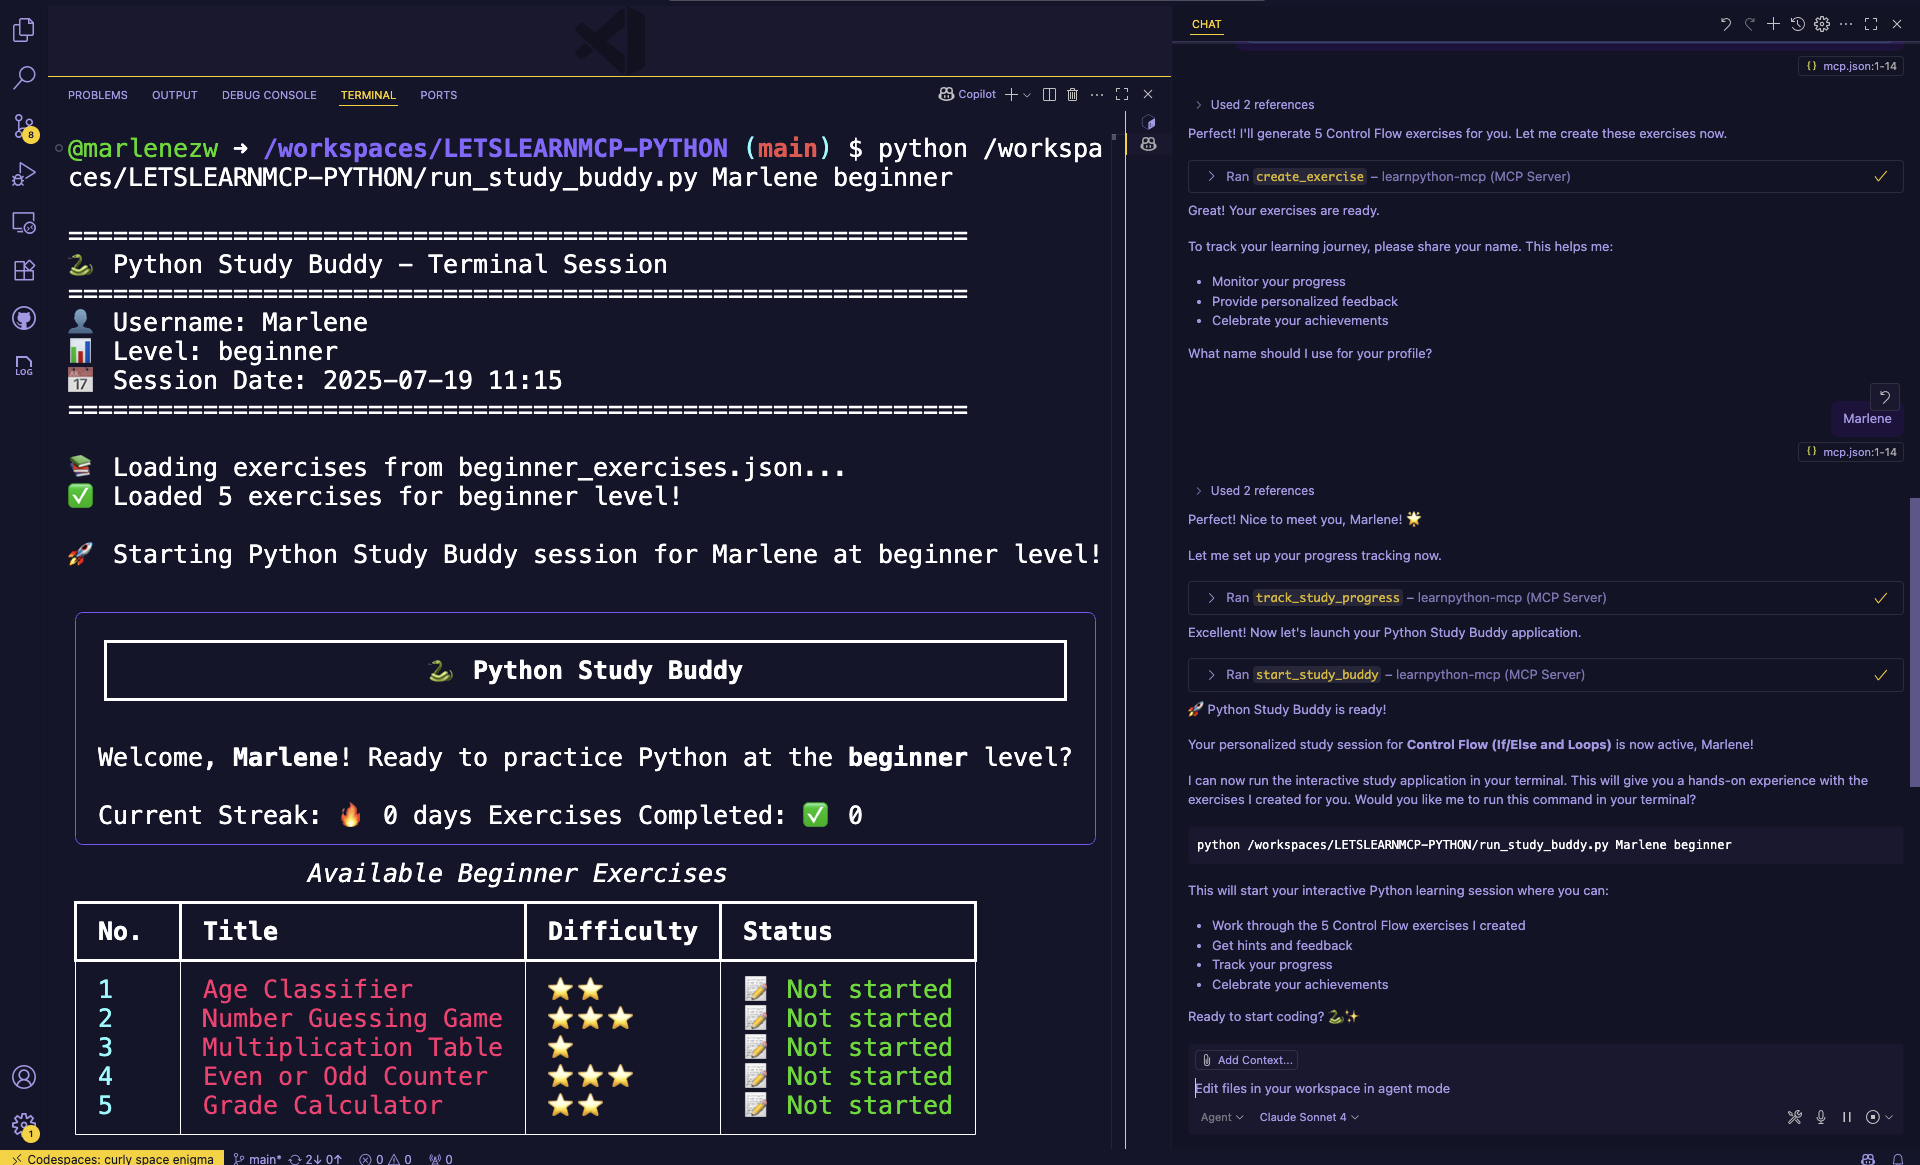 PROBLEMS OUTPUT DEBUG CONSOLE TERMINAL PORTS
Copilot
@marlenezw ➜ /workspaces/LETSLEARNMCP-PYTHON (main) $ python /workspa
ces/LETSLEARNMCP-PYTHON/run_study_buddy.py Marlene beginner
============================================================
🐍 Python Study Buddy - Terminal Session
============================================================
👤 Username: Marlene
📊 Level: beginner
📅 Session Date: 2025-07-19 11:15
============================================================
📚 Loading exercises from beginner_exercises.json...
✅ Loaded 5 exercises for beginner level!
🚀 Starting Python Study Buddy session for Marlene at beginner level!
🐍 Python Study Buddy
Welcome, Marlene! Ready to practice Python at the beginner level?
Current Streak: 🔥 0 days Exercises Completed: ✅ 0
Available Beginner Exercises
No. Title Difficulty Status
1 Age Classifier ⭐⭐ 📝 Not started
2 Number Guessing Game ⭐⭐⭐ 📝 Not started
3 Multiplication Table ⭐ 📝 Not started
4 Even or Odd Counter ⭐⭐⭐ 📝 Not started
5 Grade Calculator ⭐⭐ 📝 Not started
CHAT
mcp.json:1-14
Used 2 references
Perfect! I'll generate 5 Control Flow exercises for you. Let me create these exercises now.
Ran create_exercise – learnpython-mcp (MCP Server)
Great! Your exercises are ready.
To track your learning journey, please share your name. This helps me:
• Monitor your progress
• Provide personalized feedback
• Celebrate your achievements
What name should I use for your profile?
Marlene
mcp.json:1-14
Used 2 references
Perfect! Nice to meet you, Marlene! 🌟
Let me set up your progress tracking now.
Ran track_study_progress – learnpython-mcp (MCP Server)
Excellent! Now let's launch your Python Study Buddy application.
Ran start_study_buddy – learnpython-mcp (MCP Server)
🚀 Python Study Buddy is ready!
Your personalized study session for Control Flow (If/Else and Loops) is now active, Marlene!
I can now run the interactive study application in your terminal. This will give you a hands-on experience with the
exercises I created for you. Would you like me to run this command in your terminal?
python /workspaces/LETSLEARNMCP-PYTHON/run_study_buddy.py Marlene beginner
This will start your interactive Python learning session where you can:
• Work through the 5 Control Flow exercises I created
• Get hints and feedback
• Track your progress
• Celebrate your achievements
Ready to start coding? 🐍✨
Add Context...
Edit files in your workspace in agent mode
Agent Claude Sonnet 4
8
LOG
1
Codespaces: curly space enigma main* 2↓ 0↑ 0 0 0